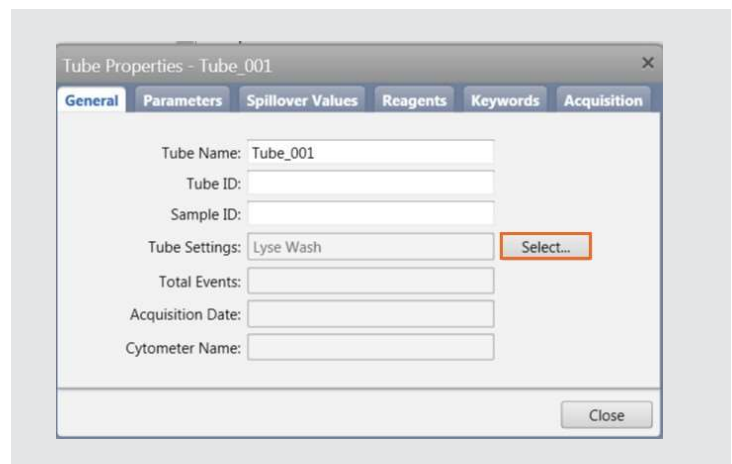 Tube Properties - Tube_001
General Parameters Spillover Values Reagents Keywords Acquisition
Tube Name: Tube_001
Tube ID:
Sample ID:
Tube Settings: Lyse Wash Select...
Total Events:
Acquisition Date:
Cytometer Name:
Close